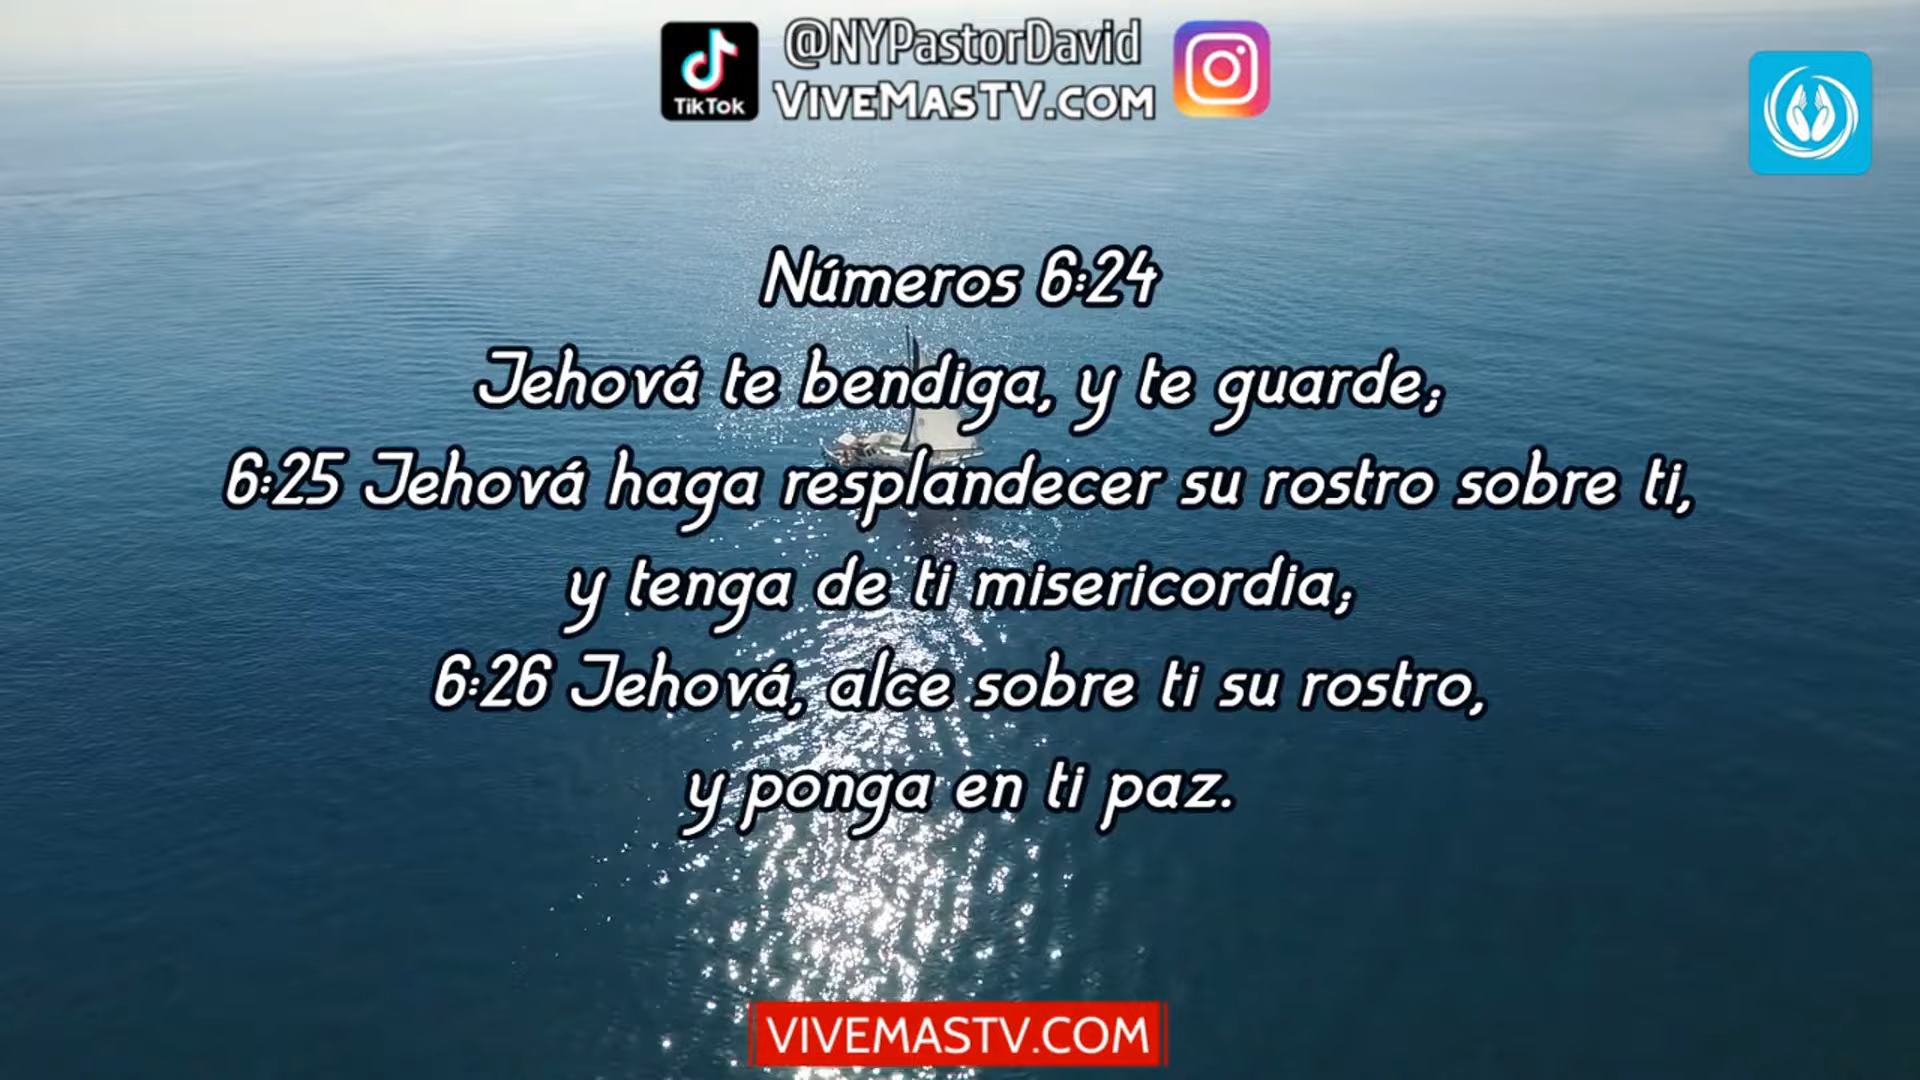 TikTok
@NYPastorDavid
VIVEMASTV.COM
Números 6:24
Jehová te bendiga, y te guarde;
6:25 Jehová haga resplandecer su rostro sobre ti,
y tenga de ti misericordia;
6:26 Jehová, alce sobre ti su rostro,
y ponga en ti paz.
VIVEMASTV.COM